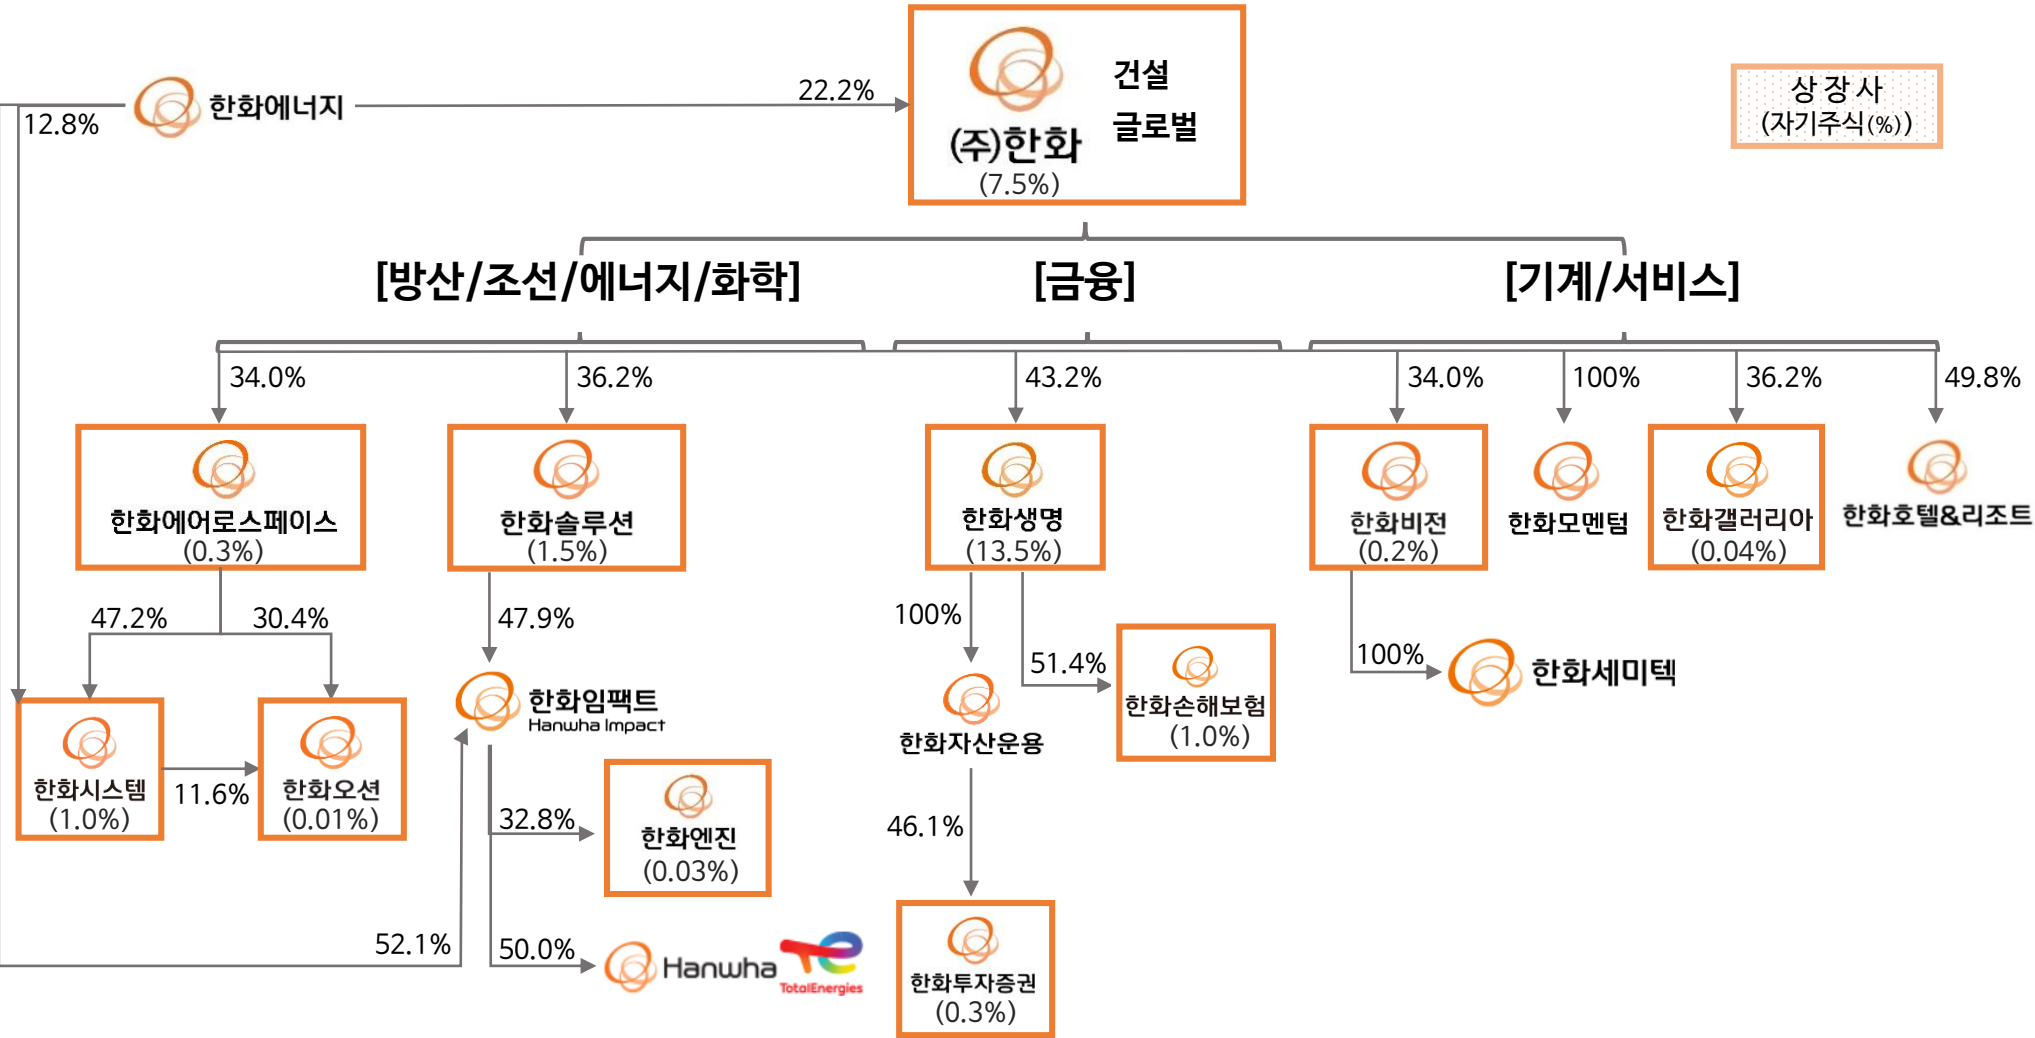 한화에너지
22.2%
12.8%
건설
글로벌
(주)한화
(7.5%)
상 장 사
(자기주식(%))
[방산/조선/에너지/화학]
[금융]
[기계/서비스]
34.0%
36.2%
43.2%
34.0%
100%
36.2%
49.8%
한화에어로스페이스
(0.3%)
한화솔루션
(1.5%)
한화생명
(13.5%)
한화비전
(0.2%)
한화모멘텀
한화갤러리아
(0.04%)
한화호텔&리조트
47.2%
30.4%
47.9%
100%
51.4%
100%
한화세미텍
한화시스템
(1.0%)
11.6%
한화오션
(0.01%)
한화임팩트
Hanwha Impact
한화자산운용
한화손해보험
(1.0%)
32.8%
한화엔진
(0.03%)
46.1%
52.1%
50.0%
Hanwha
TotalEnergies
한화투자증권
(0.3%)